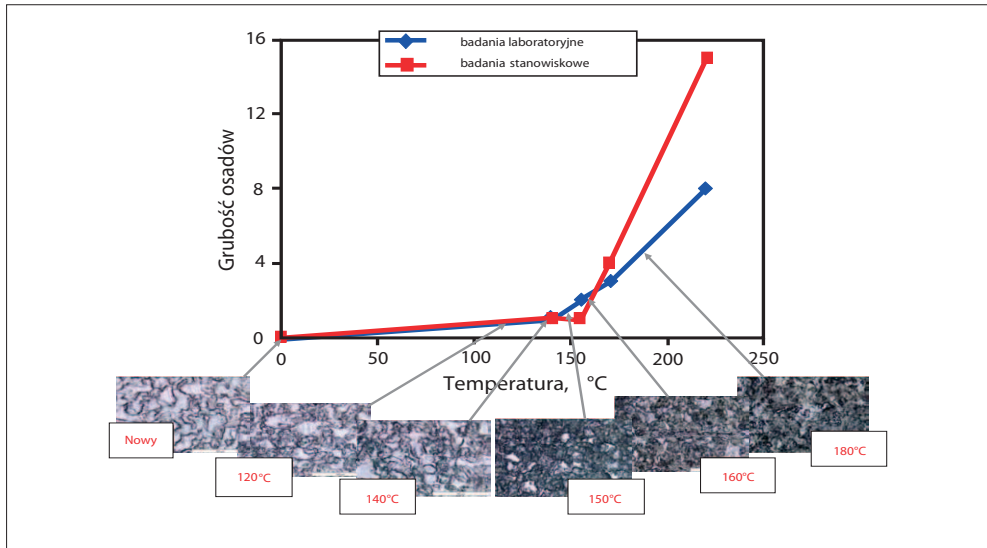 16
badania laboratoryjne
badania stanowiskowe
12
8
4
0
Grubość osadów
0 50 100 150 200 250
Temperatura, °C
Nowy
120°C
140°C
150°C
160°C
180°C